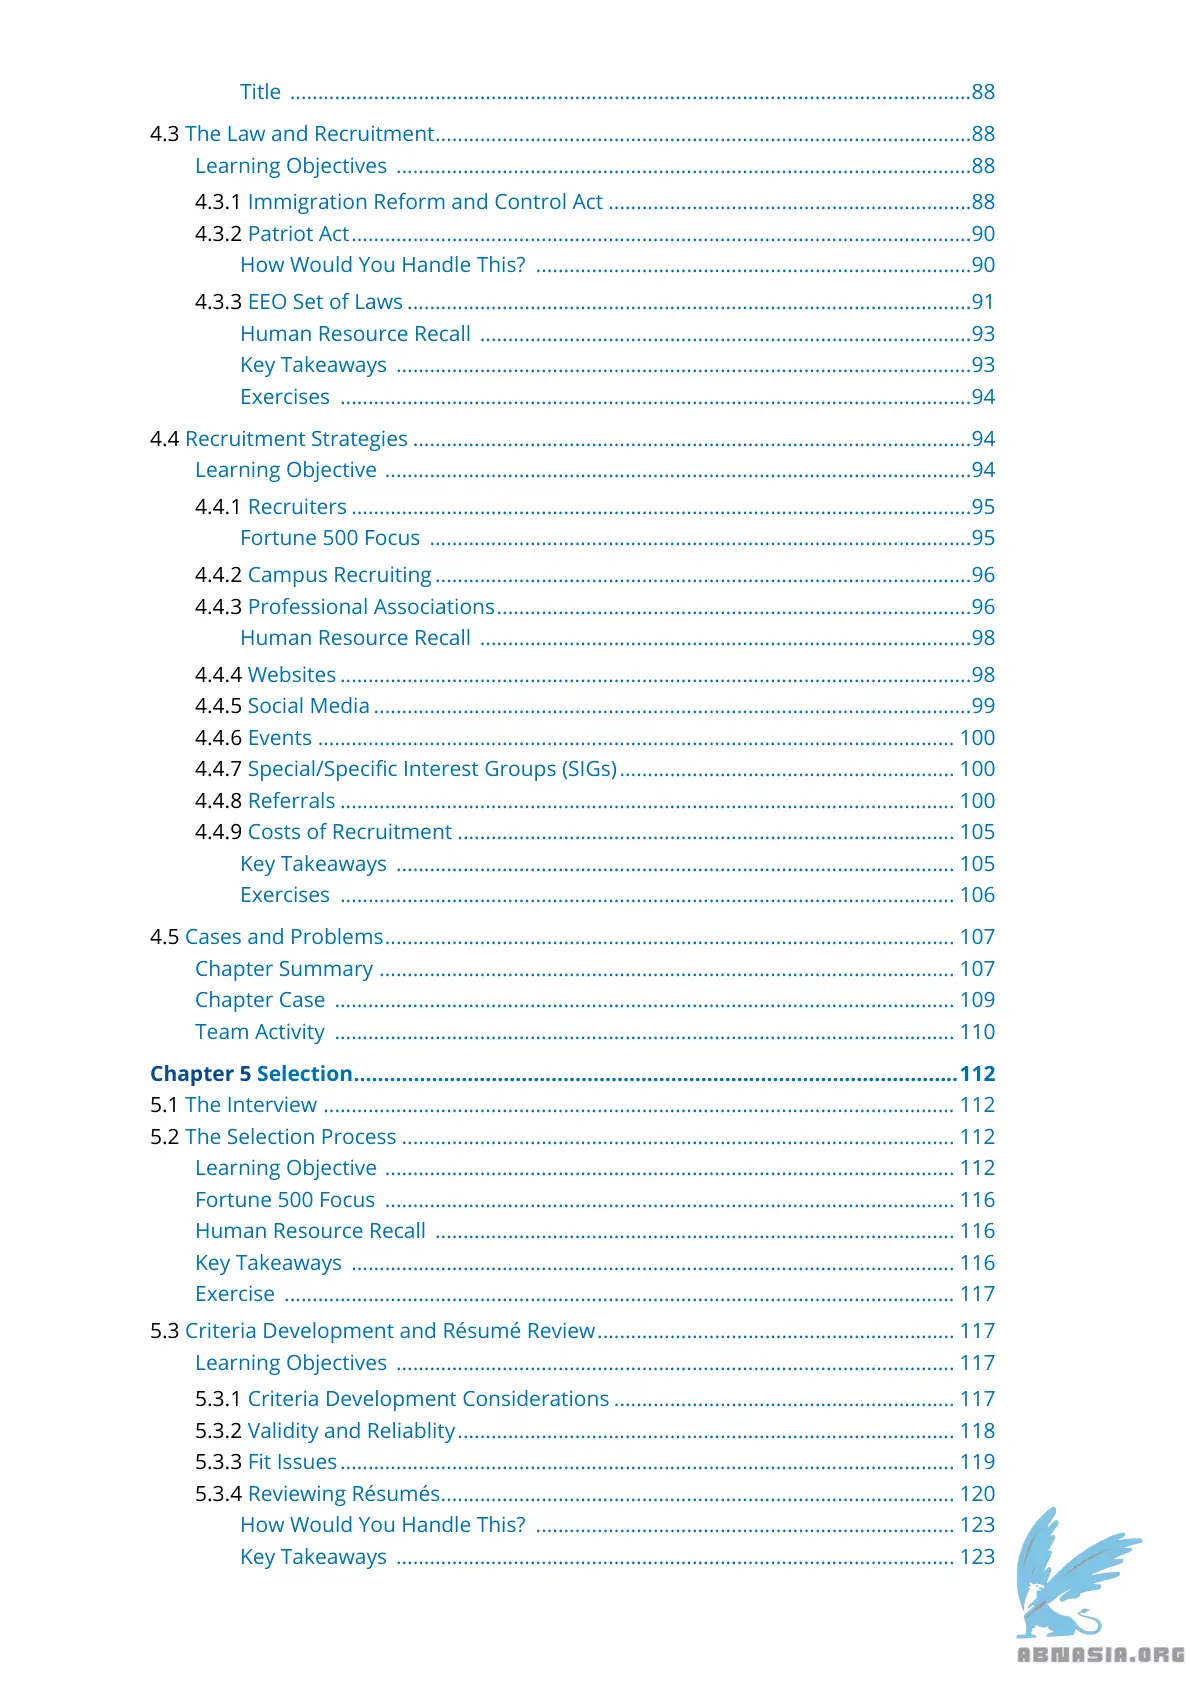 Title ........................................................................................................................88
4.3 The Law and Recruitment...............................................................................................88
Learning Objectives ......................................................................................................88
4.3.1 Immigration Reform and Control Act .................................................................88
4.3.2 Patriot Act..............................................................................................................90
How Would You Handle This? .............................................................................90
4.3.3 EEO Set of Laws ....................................................................................................91
Human Resource Recall .......................................................................................93
Key Takeaways ......................................................................................................93
Exercises ................................................................................................................94
4.4 Recruitment Strategies ...................................................................................................94
Learning Objective ........................................................................................................94
4.4.1 Recruiters ..............................................................................................................95
Fortune 500 Focus ................................................................................................95
4.4.2 Campus Recruiting ...............................................................................................96
4.4.3 Professional Associations....................................................................................96
Human Resource Recall .......................................................................................98
4.4.4 Websites ................................................................................................................98
4.4.5 Social Media ..........................................................................................................99
4.4.6 Events ................................................................................................................. 100
4.4.7 Special/Specific Interest Groups (SIGs)............................................................ 100
4.4.8 Referrals ............................................................................................................. 100
4.4.9 Costs of Recruitment ......................................................................................... 105
Key Takeaways ................................................................................................... 105
Exercises ............................................................................................................. 106
4.5 Cases and Problems...................................................................................................... 107
Chapter Summary ....................................................................................................... 107
Chapter Case ............................................................................................................... 109
Team Activity ............................................................................................................... 110
Chapter 5 Selection.....................................................................................................112
5.1 The Interview ................................................................................................................. 112
5.2 The Selection Process ................................................................................................... 112
Learning Objective ...................................................................................................... 112
Fortune 500 Focus ...................................................................................................... 116
Human Resource Recall ............................................................................................. 116
Key Takeaways ............................................................................................................ 116
Exercise ........................................................................................................................ 117
5.3 Criteria Development and Résumé Review................................................................ 117
Learning Objectives .................................................................................................... 117
5.3.1 Criteria Development Considerations ............................................................. 117
5.3.2 Validity and Reliablity......................................................................................... 118
5.3.3 Fit Issues.............................................................................................................. 119
5.3.4 Reviewing Résumés............................................................................................ 120
How Would You Handle This? ........................................................................... 123
Key Takeaways ................................................................................................... 123
ABNASIA.ORG